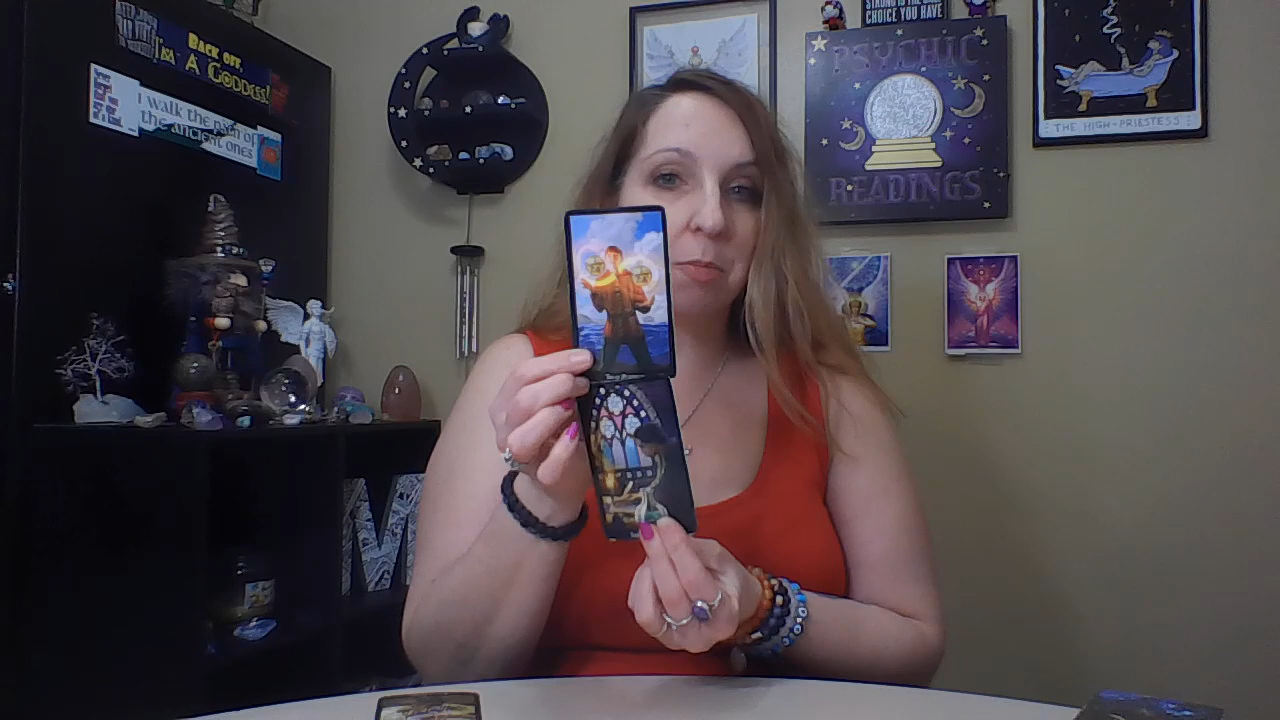 BACK OFF,
I'M A GODDESS!
I walk the path of
the ancient ones
STRONG IS THE
CHOICE YOU HAVE
PSYCHIC
READINGS
THE HIGH-PRIESTESS
M